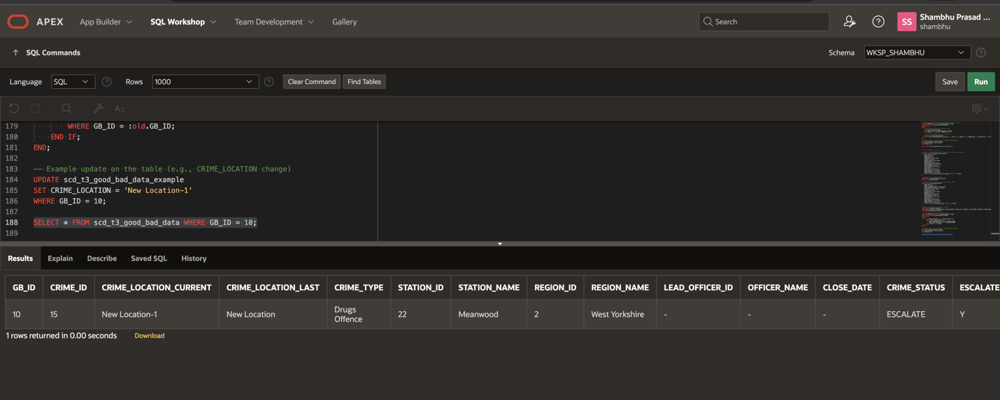 APEX App Builder SQL Workshop Team Development Gallery Search SS Shambhu Prasad ...
shambhu
SQL Commands Schema WKSP_SHAMBHU
Language SQL Rows 1000 Clear Command Find Tables Save Run
179 WHERE GB_ID = :old.GB_ID;
180 END IF;
181 END;
182
183 -- Example update on the table (e.g., CRIME_LOCATION change)
184 UPDATE scd_t3_good_bad_data_example
185 SET CRIME_LOCATION = 'New Location-1'
186 WHERE GB_ID = 10;
187
188 SELECT * FROM scd_t3_good_bad_data WHERE GB_ID = 10;
189
Results Explain Describe Saved SQL History
GB_ID CRIME_ID CRIME_LOCATION_CURRENT CRIME_LOCATION_LAST CRIME_TYPE STATION_ID STATION_NAME REGION_ID REGION_NAME LEAD_OFFICER_ID OFFICER_NAME CLOSE_DATE CRIME_STATUS ESCALATE
10 15 New Location-1 New Location Drugs Offence 22 Meanwood 2 West Yorkshire - - - ESCALATE Y
1 rows returned in 0.00 seconds Download